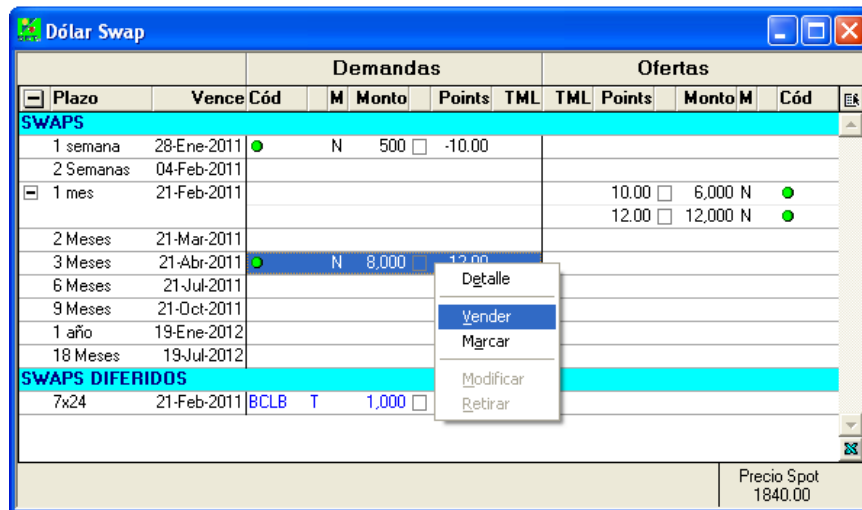 Dólar Swap
Demandas Ofertas
Plazo Vence Cód M Monto Points TML TML Points Monto M Cód
SWAPS
1 semana 28-Ene-2011 N 500 -10.00
2 Semanas 04-Feb-2011
1 mes 21-Feb-2011 10.00 6,000 N
12.00 12,000 N
2 Meses 21-Mar-2011
3 Meses 21-Abr-2011 N 8,000 12.00
6 Meses 21-Jul-2011
9 Meses 21-Oct-2011
1 año 19-Ene-2012
18 Meses 19-Jul-2012
SWAPS DIFERIDOS
7x24 21-Feb-2011 BCLB T 1,000
Detalle
Vender
Marcar
Modificar
Retirar
Precio Spot
1840.00